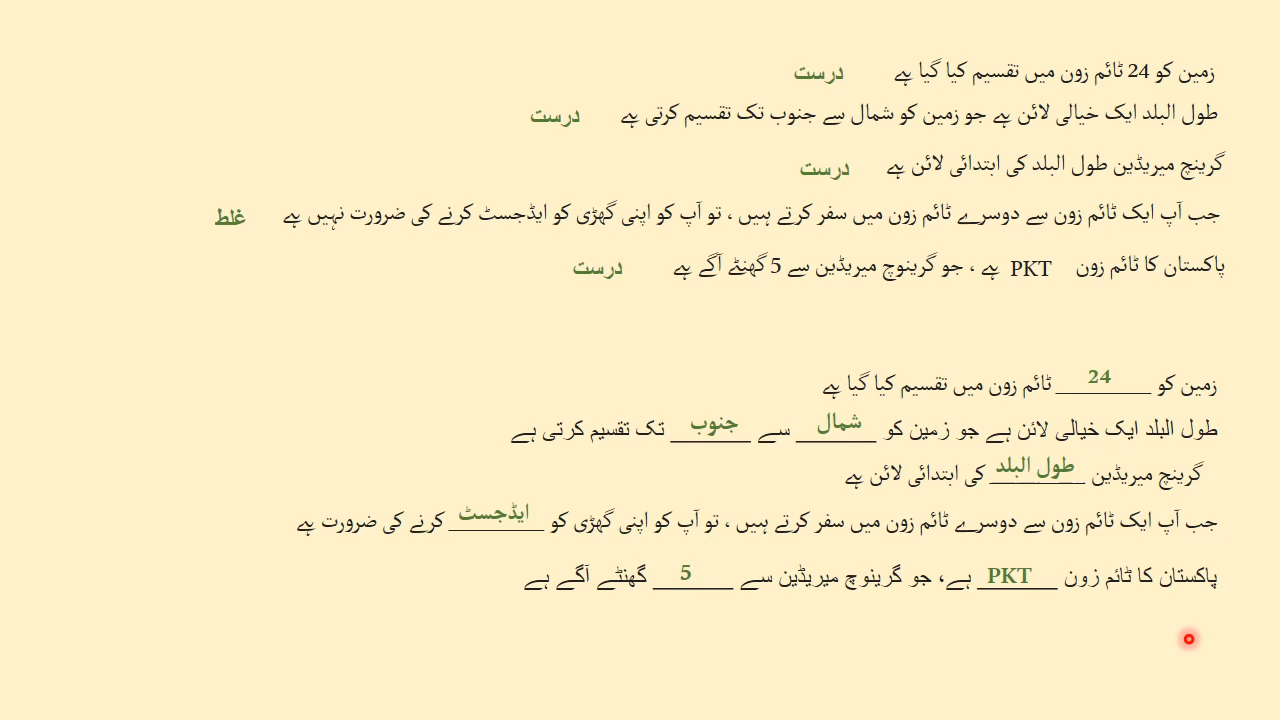 زمین کو 24 ٹائم زون میں تقسیم کیا گیا ہے درست
طول البلد ایک خیالی لائن ہے جو زمین کو شمال سے جنوب تک تقسیم کرتی ہے درست
گرینچ میریڈین طول البلد کی ابتدائی لائن ہے درست
جب آپ ایک ٹائم زون سے دوسرے ٹائم زون میں سفر کرتے ہیں ، تو آپ کو اپنی گھڑی کو ایڈجسٹ کرنے کی ضرورت نہیں ہے غلط
پاکستان کا ٹائم زون PKT ہے ، جو گرینوچ میریڈین سے 5 گھنٹے آگے ہے درست
زمین کو 24 ٹائم زون میں تقسیم کیا گیا ہے
طول البلد ایک خیالی لائن ہے جو زمین کو شمال سے جنوب تک تقسیم کرتی ہے
گرینچ میریڈین طول البلد کی ابتدائی لائن ہے
جب آپ ایک ٹائم زون سے دوسرے ٹائم زون میں سفر کرتے ہیں ، تو آپ کو اپنی گھڑی کو ایڈجسٹ کرنے کی ضرورت ہے
پاکستان کا ٹائم زون PKT ہے، جو گرینوچ میریڈین سے 5 گھنٹے آگے ہے